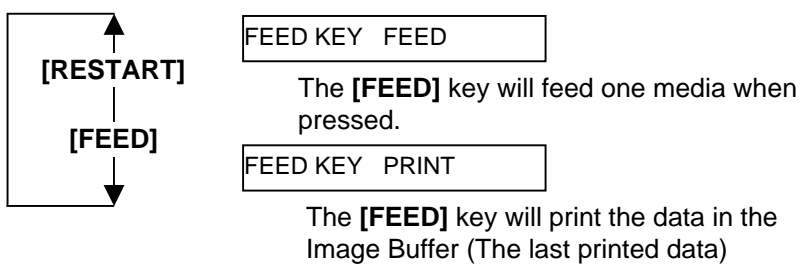 FEED KEY FEED
[RESTART]
The [FEED] key will feed one media when
pressed.
[FEED]
FEED KEY PRINT
The [FEED] key will print the data in the
Image Buffer (The last printed data)